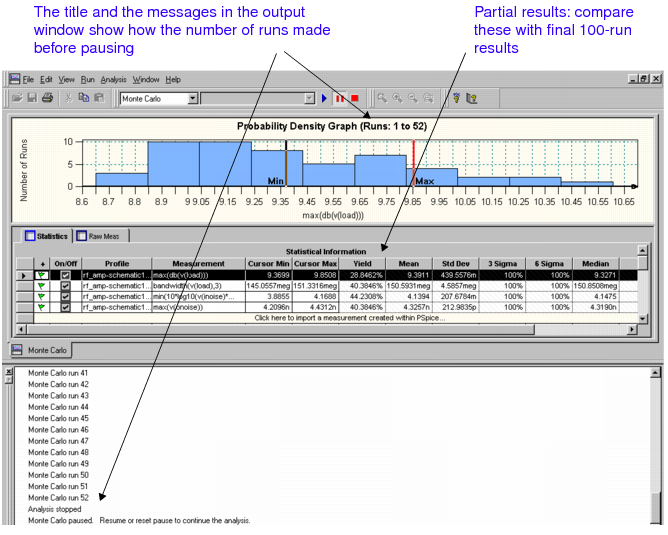 The title and the messages in the output
window show how the number of runs made
before pausing
Partial results: compare
these with final 100-run
results
File Edit View Run Analysis Window Help
Monte Carlo
Probability Density Graph (Runs: 1 to 52)
Number of Runs
10
5
0
Min
Max
8.6 8.7 8.8 8.9 9 9.05 9.15 9.25 9.35 9.45 9.55 9.65 9.75 9.85 9.95 10.05 10.15 10.25 10.35 10.45 10.55 10.65
max(db(v(load)))
Statistics Raw Meas
Statistical Information
+ On/Off Profile Measurement Cursor Min Cursor Max Yield Mean Std Dev 3 Sigma 6 Sigma Median
rf_amp-schematic1... max(db(v(load))) 9.3699 9.8508 28.8462% 9.3911 439.5576m 100% 100% 9.3271
rf_amp-schematic1... bandwidth(v(load),3) 145.0557meg 151.3316meg 40.3846% 150.5931meg 4.5857meg 100% 100% 150.8508meg
rf_amp-schematic1... min(10*log10(v(inoise)*... 3.8855 4.1688 44.2308% 4.1394 207.6784m 100% 100% 4.1475
rf_amp-schematic1... max(v(onoise)) 4.2096n 4.4312n 40.3846% 4.3257n 212.9835p 100% 100% 4.3190n
Click here to import a measurement created within PSpice...
Monte Carlo
Monte Carlo run 41
Monte Carlo run 42
Monte Carlo run 43
Monte Carlo run 44
Monte Carlo run 45
Monte Carlo run 46
Monte Carlo run 47
Monte Carlo run 48
Monte Carlo run 49
Monte Carlo run 50
Monte Carlo run 51
Monte Carlo run 52
Analysis stopped
Monte Carlo paused. Resume or reset pause to continue the analysis.